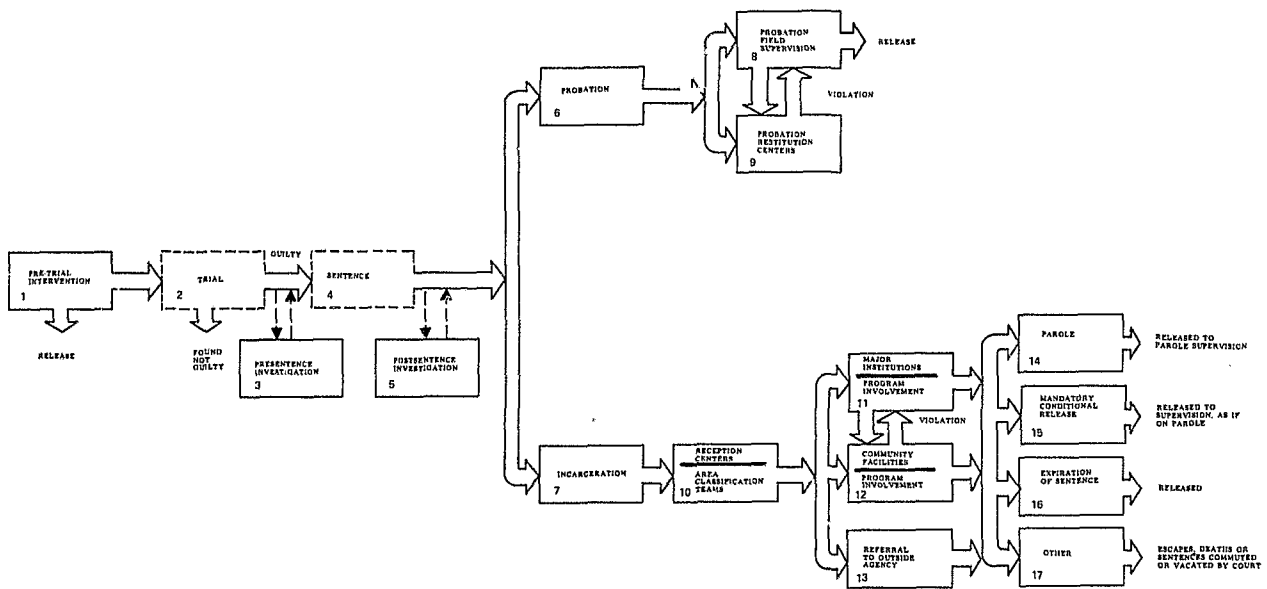 PRE-TRIAL
INTERVENTION
1
RELEASE
TRIAL
2
FOUND
NOT
GUILTY
GUILTY
PRESENTENCE
INVESTIGATION
3
SENTENCE
4
POSTSENTENCE
INVESTIGATION
5
PROBATION
6
PROBATION
FIELD
SUPERVISION
8
RELEASE
VIOLATION
PROBATION
RESTITUTION
CENTERS
9
INCARCERATION
7
RECEPTION
CENTERS
AREA
CLASSIFICATION
TEAMS
10
MAJOR
INSTITUTIONS
PROGRAM
INVOLVEMENT
11
VIOLATION
COMMUNITY
FACILITIES
PROGRAM
INVOLVEMENT
12
REFERRAL
TO OUTSIDE
AGENCY
13
PAROLE
14
RELEASED TO
PAROLE SUPERVISION
MANDATORY
CONDITIONAL
RELEASE
15
RELEASED TO
SUPERVISION, AS IF
ON PAROLE
EXPIRATION
OF SENTENCE
16
RELEASED
OTHER
17
ESCAPES, DEATHS OR
SENTENCES COMMUTED
OR VACATED BY COURT